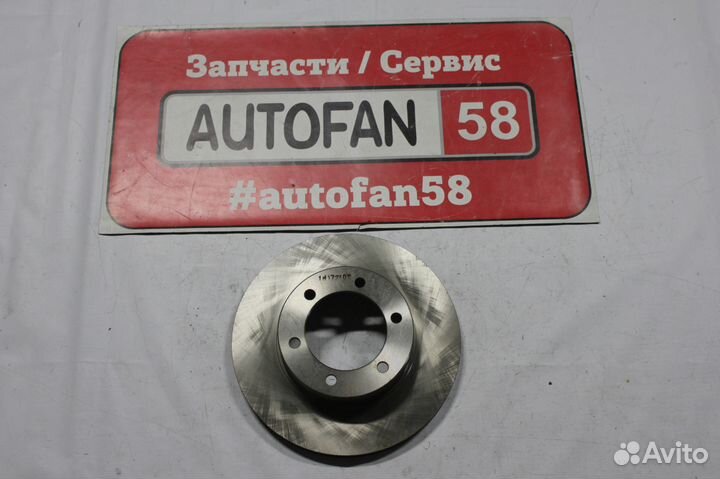 Запчасти / Сервис
AUTOFAN 58
#autofan58
Avito